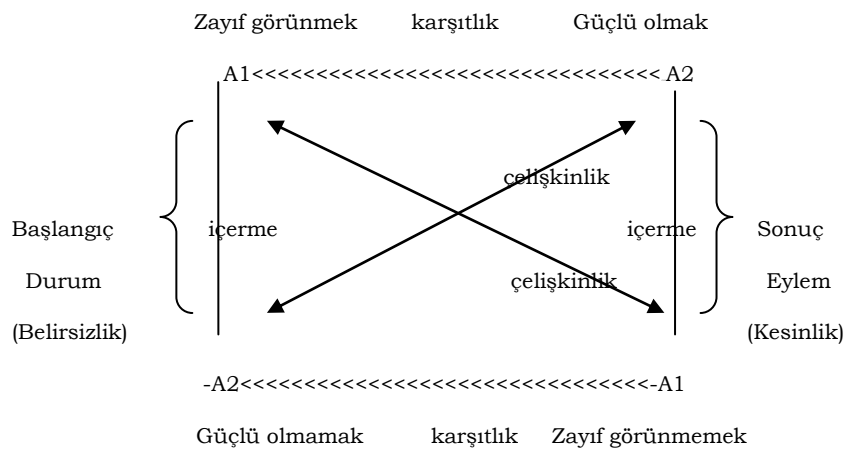 Zayıf görünmek karşıtlık Güçlü olmak
A1<<<<<<<<<<<<<<<<<<<<<<<<<<<<<<<<A2
çelişkinlik
Başlangıç içerme içerme Sonuç
Durum çelişkinlik Eylem
(Belirsizlik) (Kesinlik)
-A2<<<<<<<<<<<<<<<<<<<<<<<<<<<<<<<<-A1
Güçlü olmamak karşıtlık Zayıf görünmemek